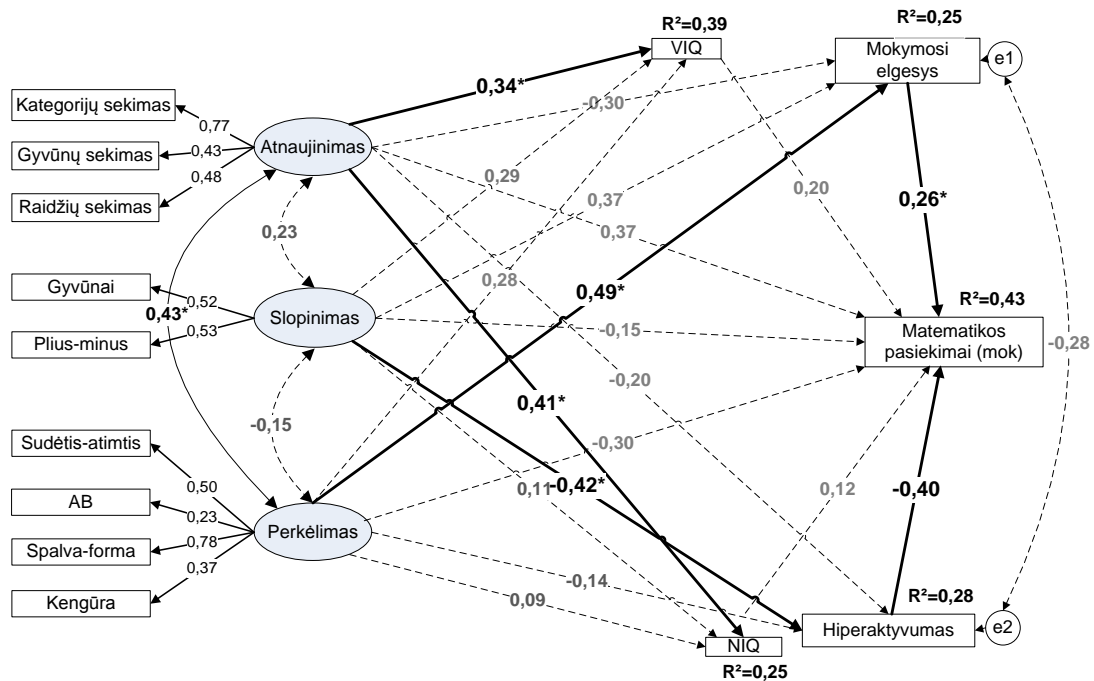 R²=0,39
R²=0,25
VIQ
Mokymosi
elgesys
e1
0,34*
-0,30
Kategorijų sekimas
0,77
Gyvūnų sekimas
0,43
Raidžių sekimas
0,48
Atnaujinimas
0,29
0,37
0,37
0,20
0,26*
0,23
Gyvūnai
0,52
0,43*
Plius-minus
0,53
Slopinimas
0,28
0,49*
-0,15
R²=0,43
Matematikos
pasiekimai (mok)
-0,28
-0,20
0,41*
-0,15
-0,30
Sudėtis-atimtis
0,50
AB
0,23
Spalva-forma
0,78
Kengūra
0,37
Perkėlimas
0,11
-0,42*
0,12
-0,40
-0,14
0,09
R²=0,28
Hiperaktyvumas
e2
NIQ
R²=0,25